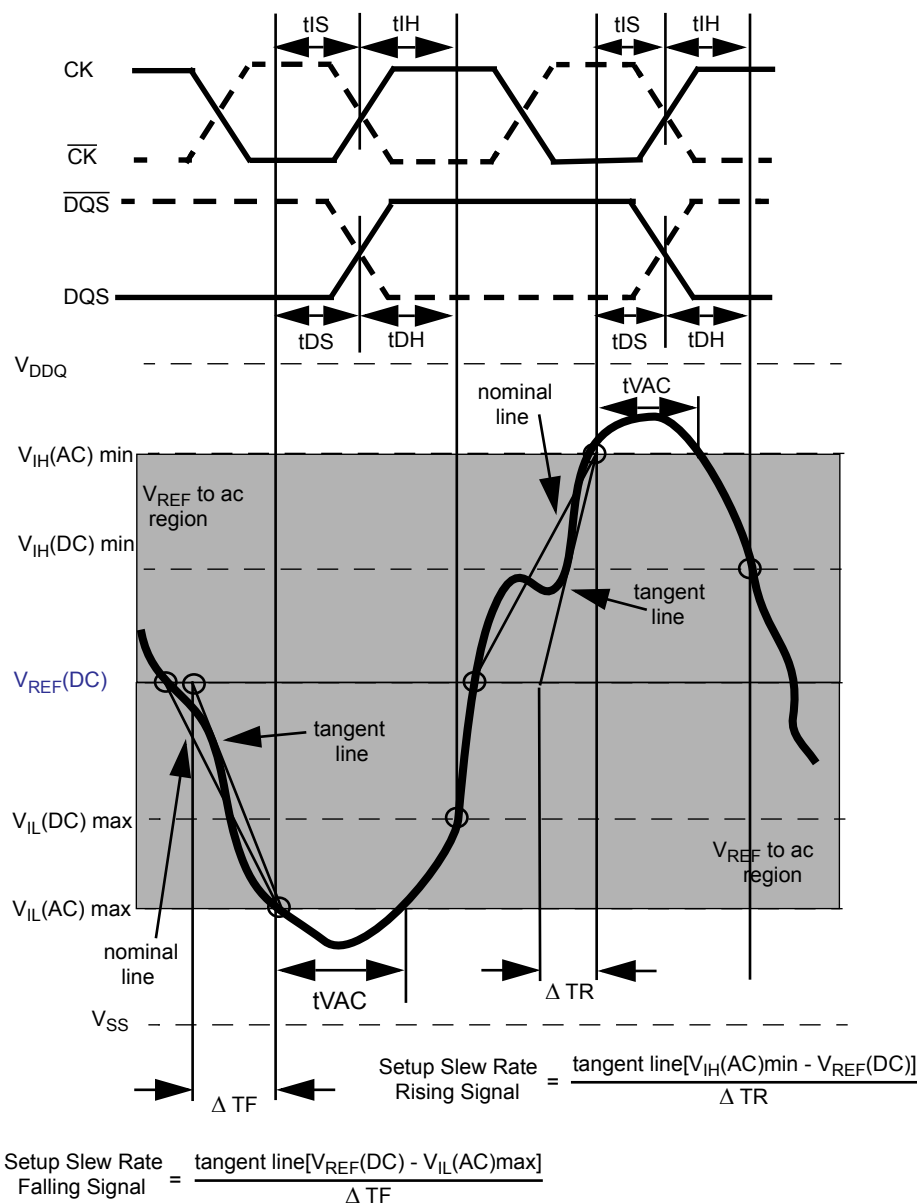 tIS tIH tIS tIH
CK
C̅K̅
D̅Q̅S̅
DQS
tDS tDH tDS tDH
VDDQ
nominal
line
tVAC
VIH(AC) min
VREF to ac
region
VIH(DC) min
tangent
line
VREF(DC)
tangent
line
VIL(DC) max
VREF to ac
region
VIL(AC) max
nominal
line
tVAC
Δ TR
VSS
Setup Slew Rate
Rising Signal
=
tangent line[VIH(AC)min - VREF(DC)]
Δ TR
Δ TF
Setup Slew Rate
Falling Signal
=
tangent line[VREF(DC) - VIL(AC)max]
Δ TF